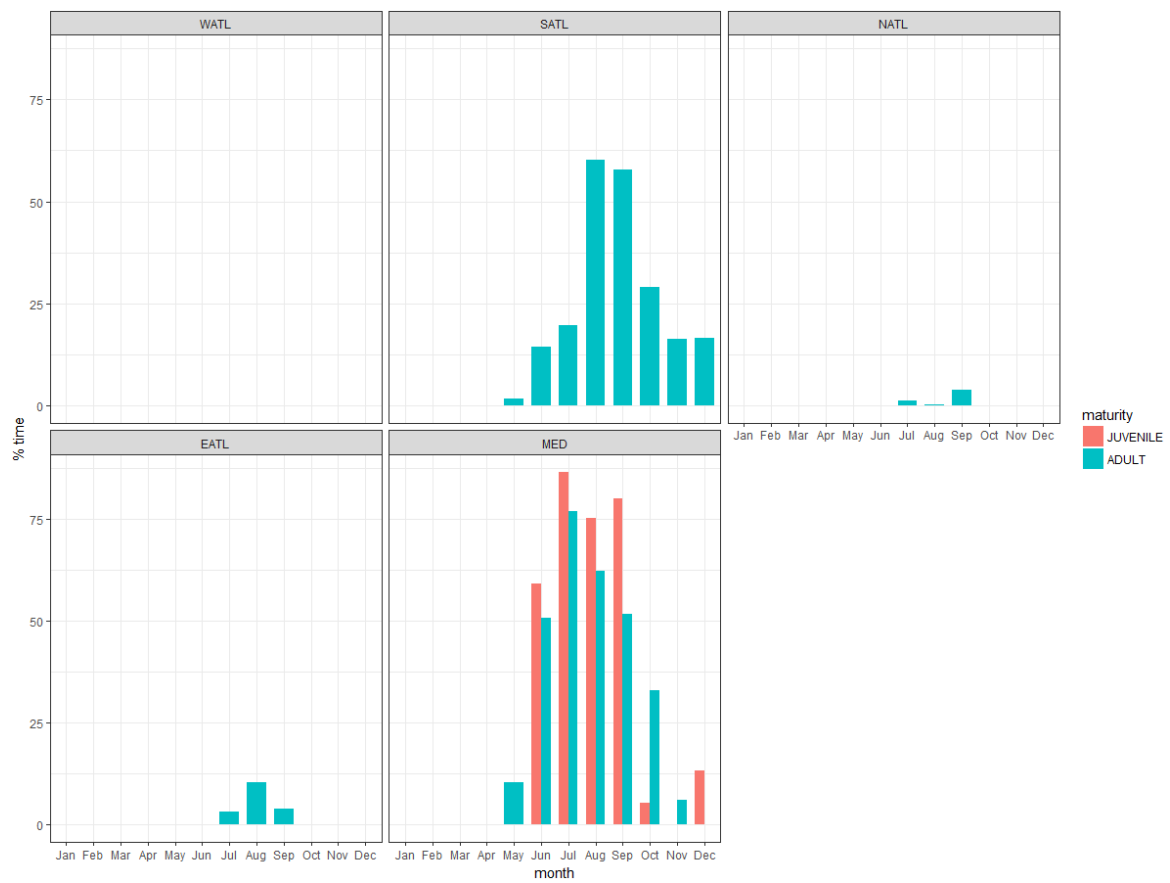 WATL
SATL
NATL
75
50
25
0
Jan Feb Mar Apr May Jun Jul Aug Sep Oct Nov Dec
EATL
MED
75
50
25
0
Jan Feb Mar Apr May Jun Jul Aug Sep Oct Nov Dec
Jan Feb Mar Apr May Jun Jul Aug Sep Oct Nov Dec
month
% time
maturity
JUVENILE
ADULT